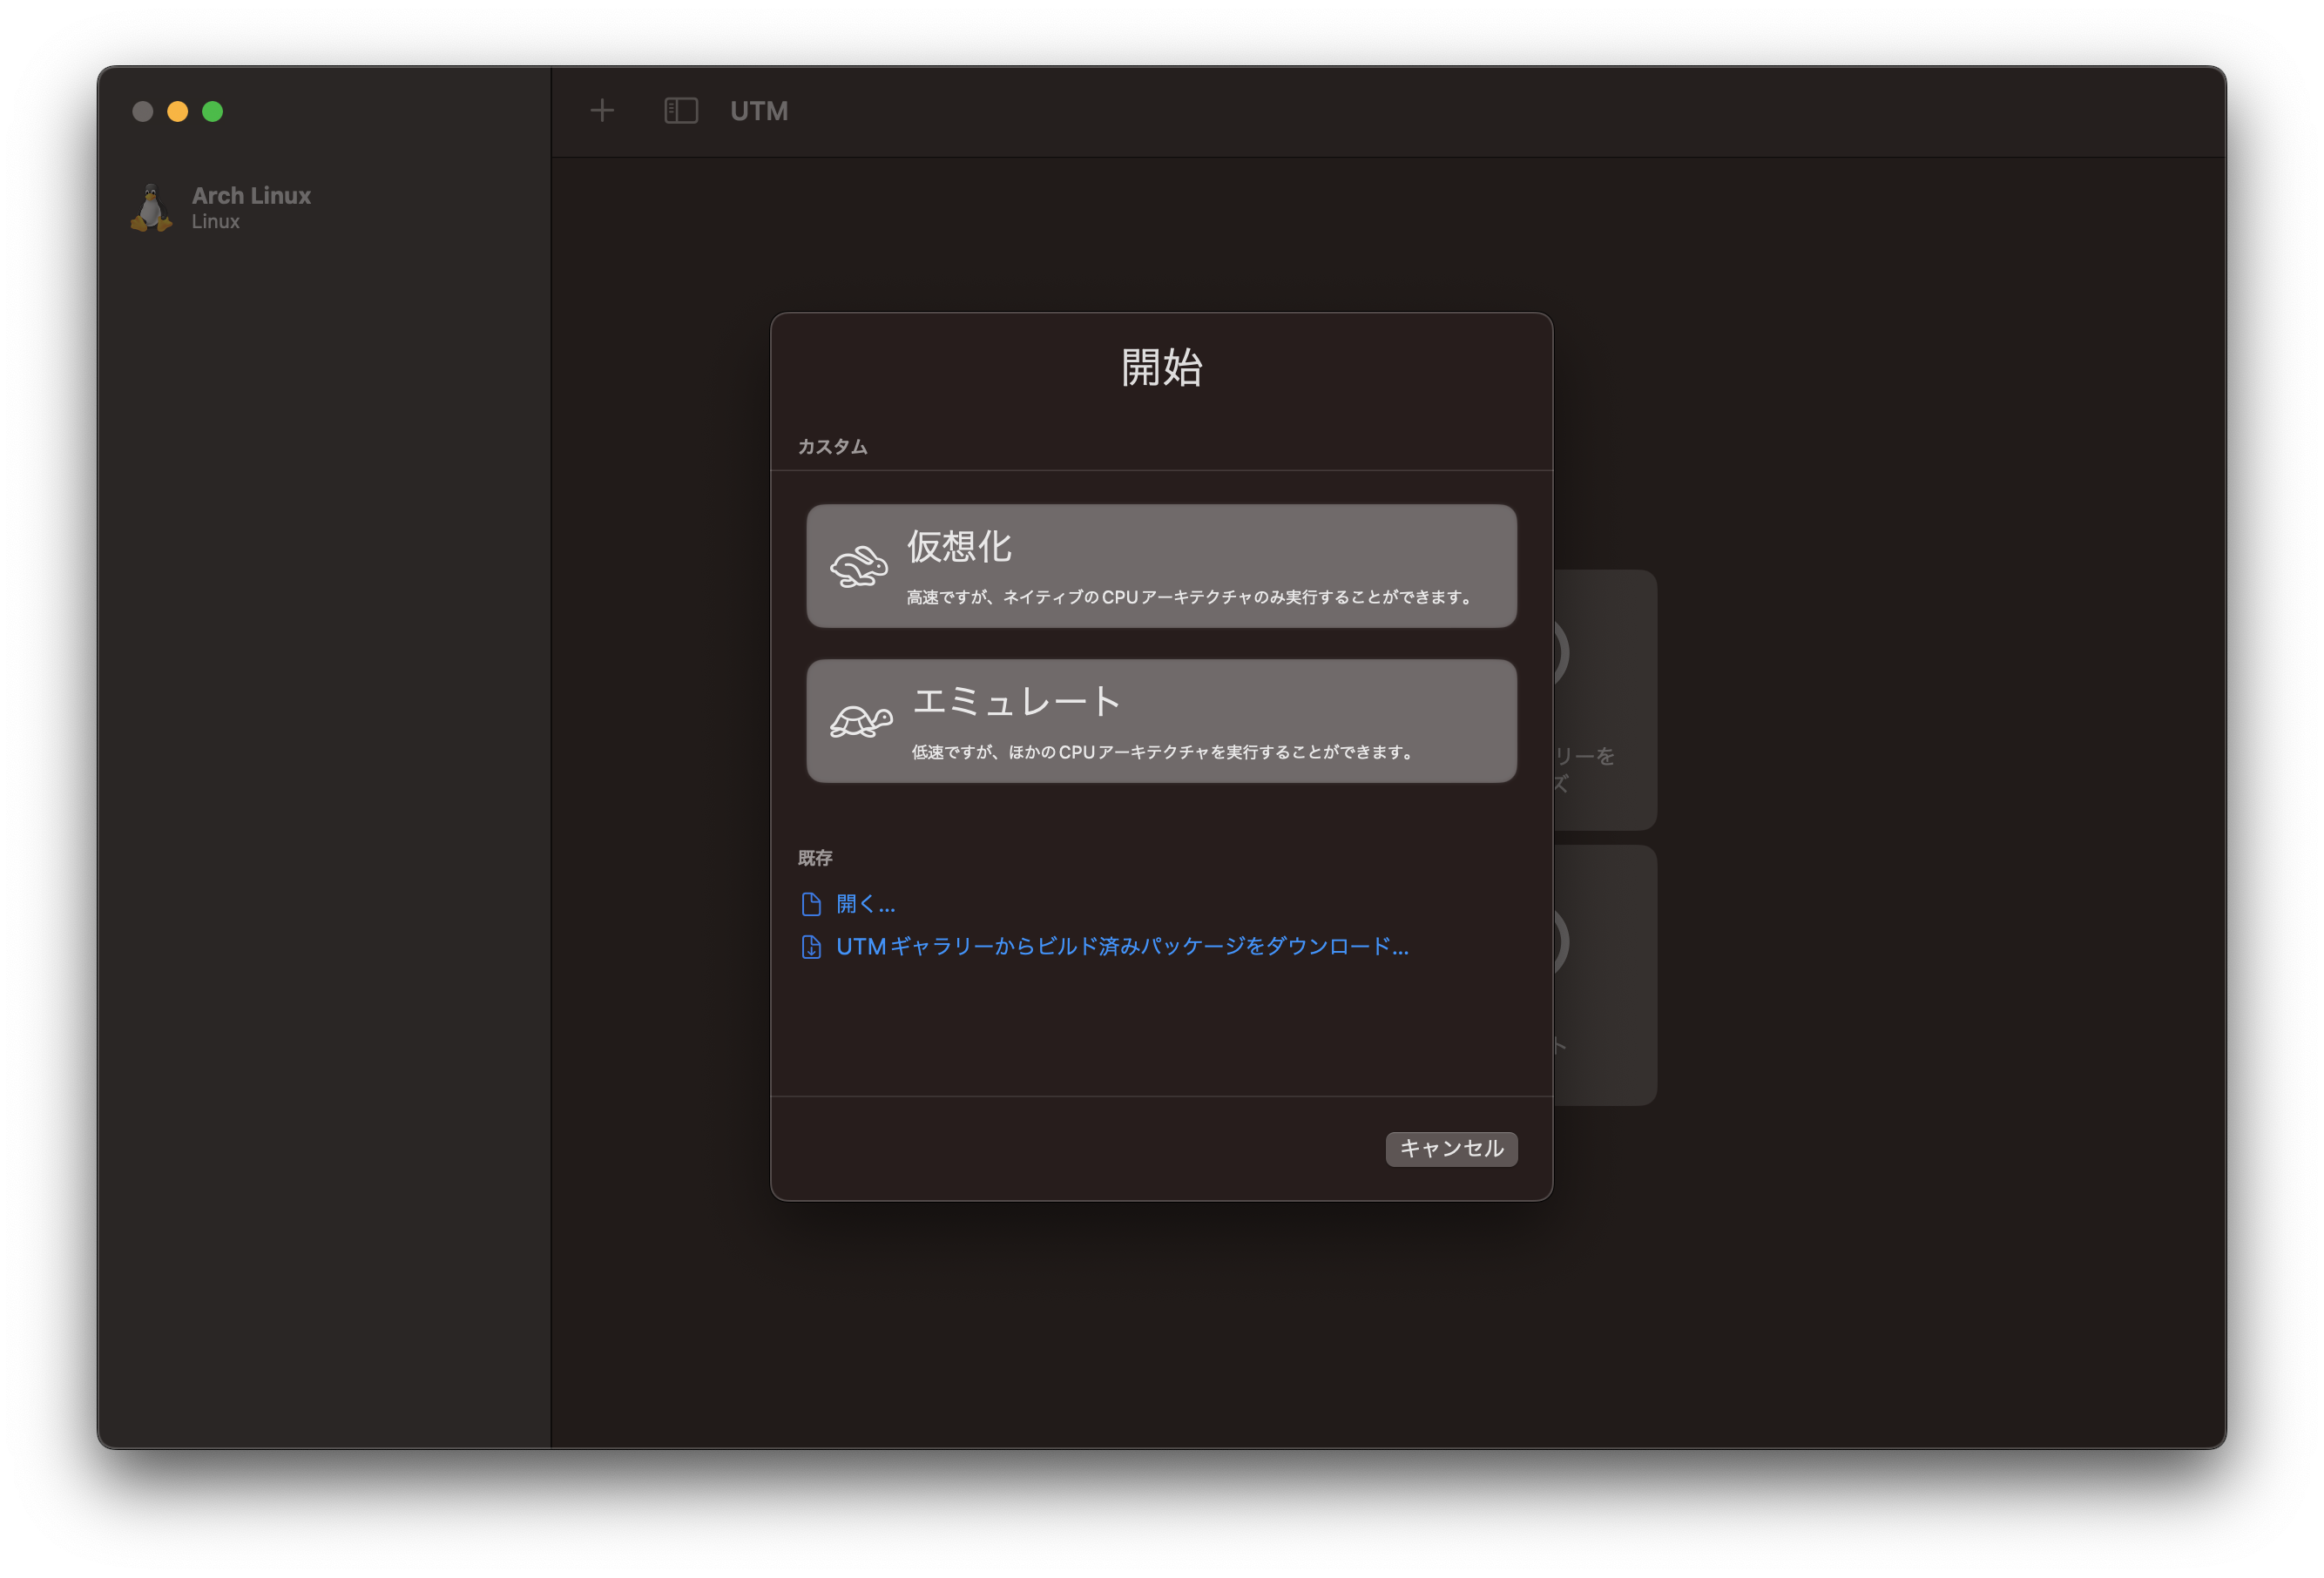 UTM
Arch Linux
Linux
開始
カスタム
仮想化
高速ですが、ネイティブのCPUアーキテクチャのみ実行することができます。
エミュレート
低速ですが、ほかのCPUアーキテクチャを実行することができます。
リーを
ズ
既存
開く...
UTMギャラリーからビルド済みパッケージをダウンロード...
ト
キャンセル